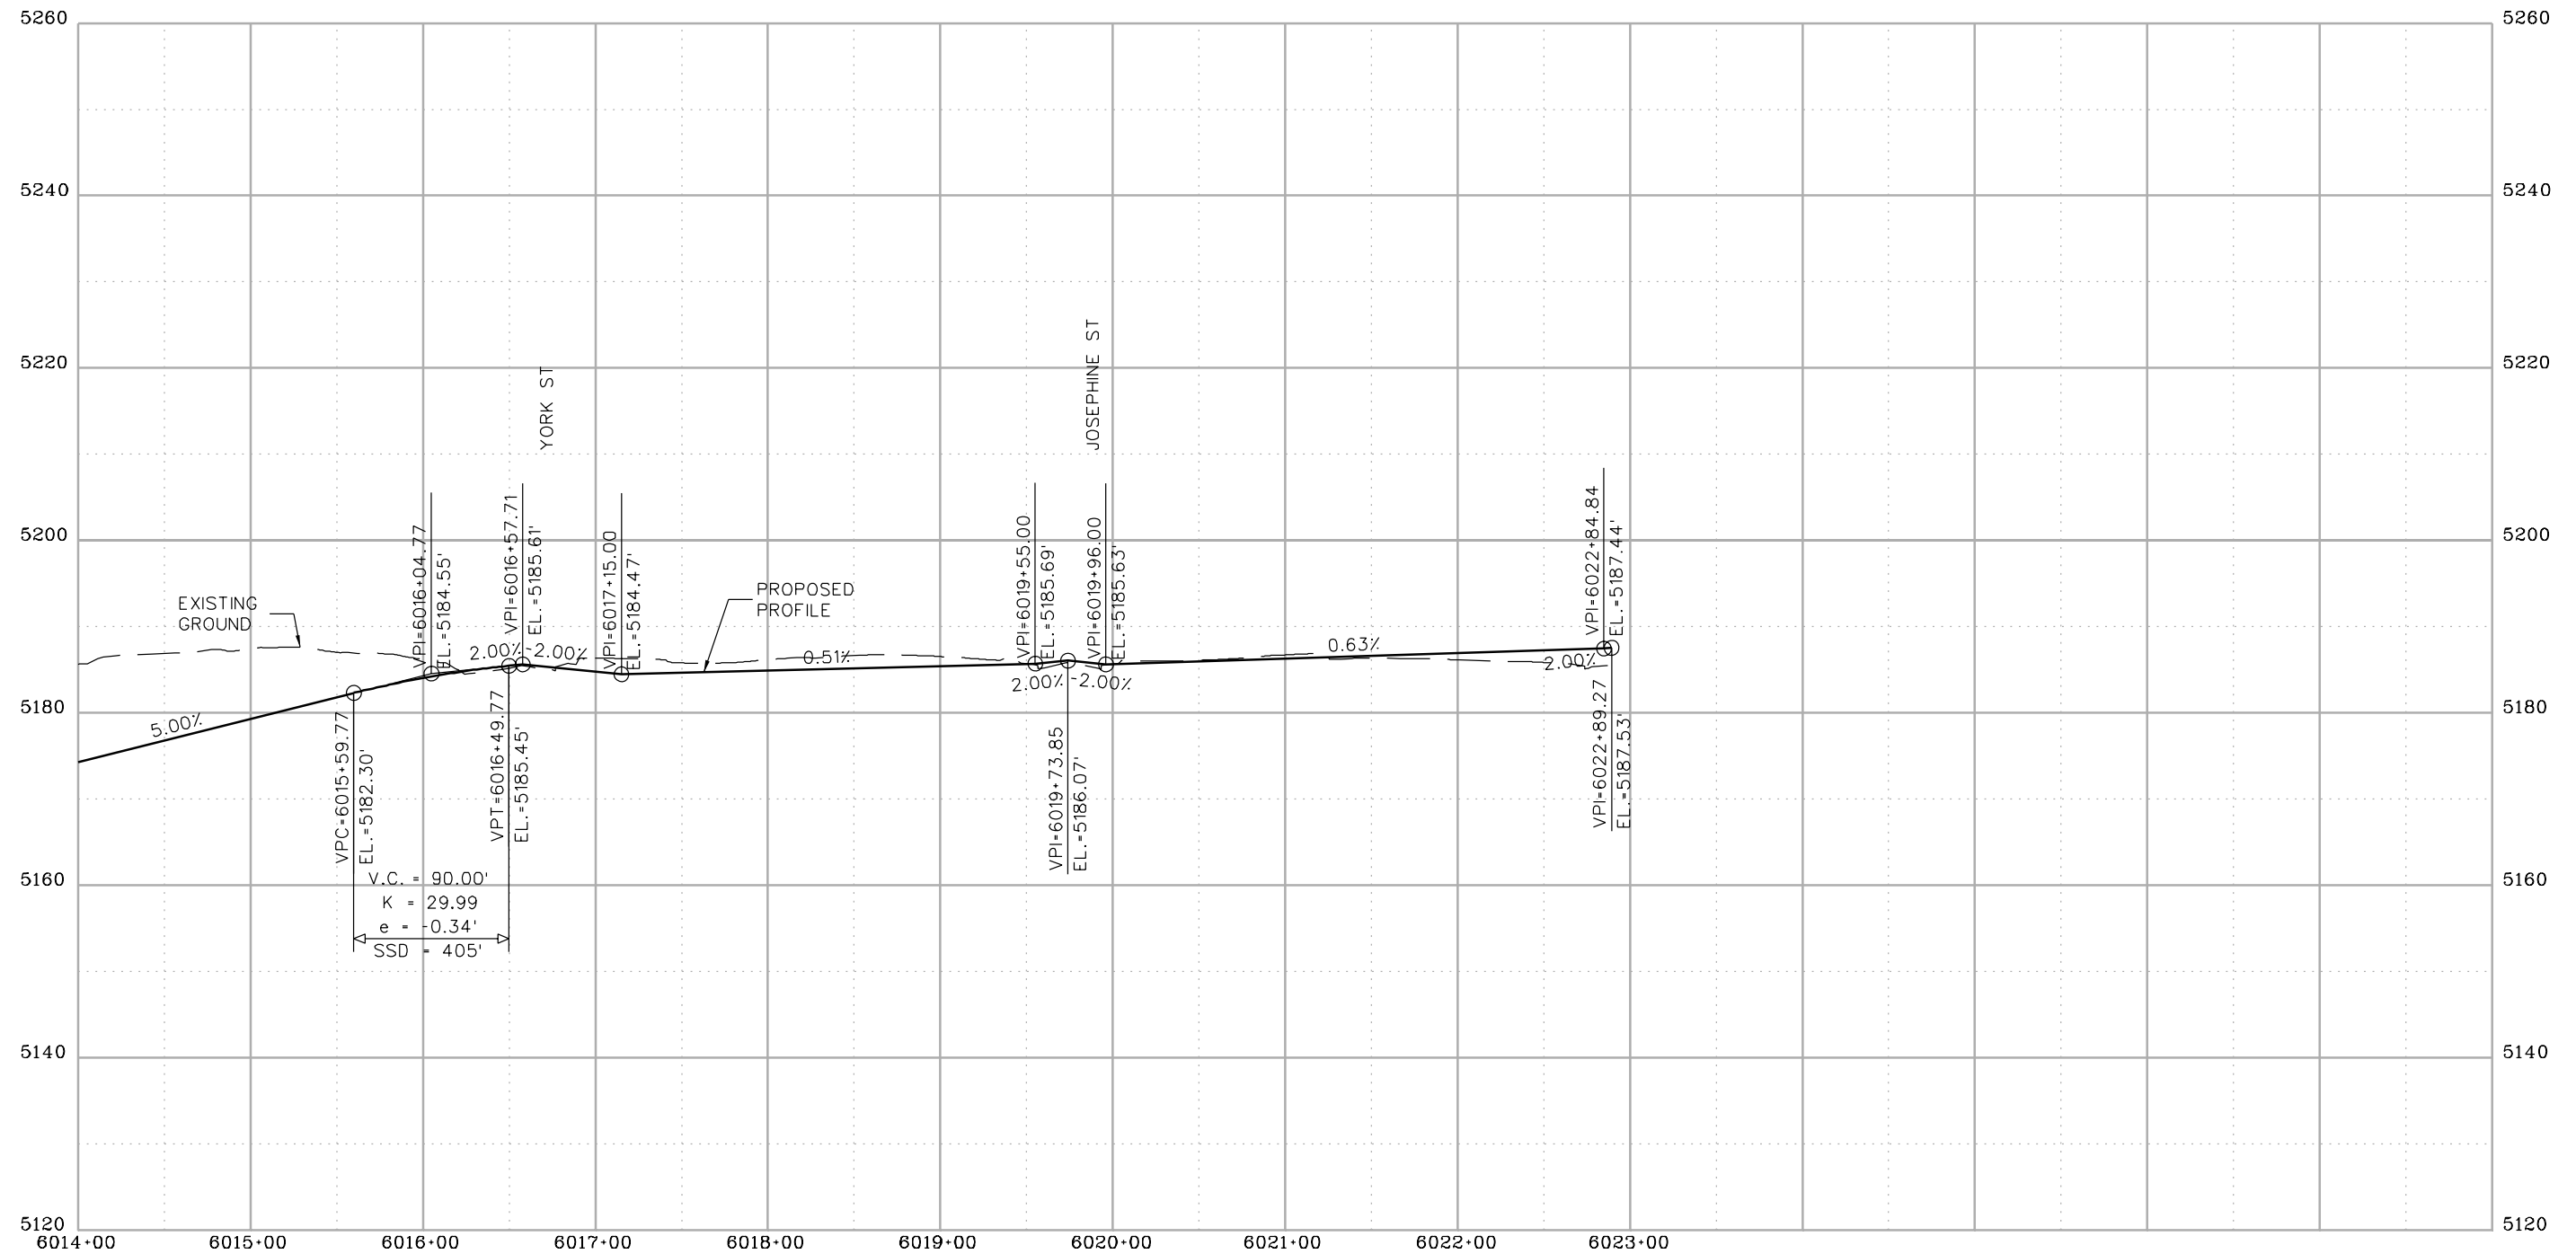 5260 5260
5240 5240
5220 5220
5200 5200
5180 5180
5160 5160
5140 5140
5120 5120
YORK ST
JOSEPHINE ST
EXISTING
GROUND
VPI=6016+04.77
EL.=5184.55'
VPI=6016+57.71
EL.=5185.61'
VPI=6017+15.00
EL.=5184.47'
PROPOSED
PROFILE
VPI=6019+55.00
EL.=5185.69'
VPI=6019+96.00
EL.=5185.63'
VPI=6022+84.84
EL.=5187.44'
5.00%
2.00%
-2.00%
0.51%
2.00%
-2.00%
0.63%
2.00%
VPC=6015+59.77
EL.=5182.30'
VPT=6016+49.77
EL.=5185.45'
VPI=6019+73.85
EL.=5186.07'
VPI=6022+89.27
EL.=5187.53'
V.C. = 90.00'
K = 29.99
e = -0.34'
SSD = 405'
6014+00 6015+00 6016+00 6017+00 6018+00 6019+00 6020+00 6021+00 6022+00 6023+00